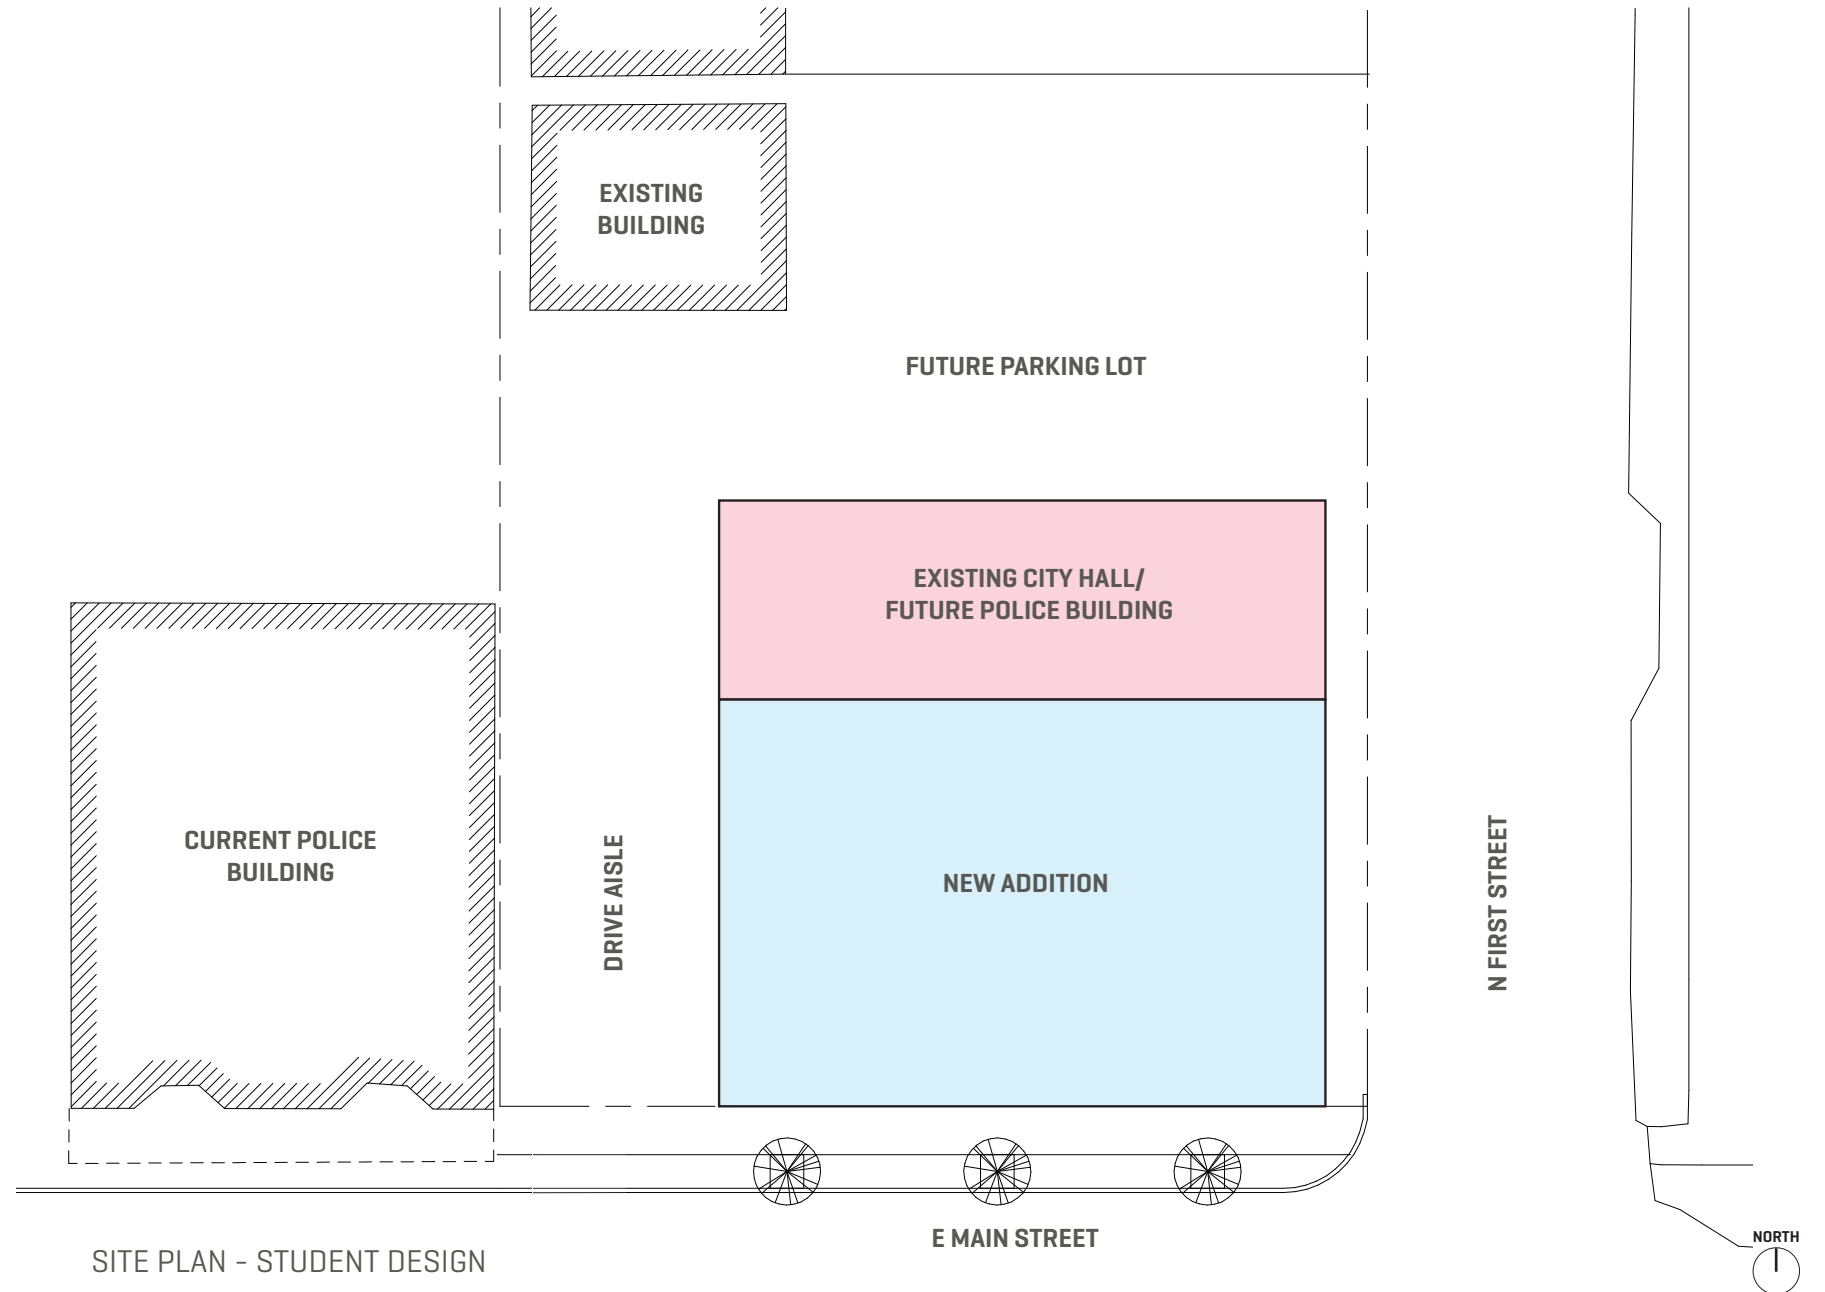 EXISTING
BUILDING
FUTURE PARKING LOT
EXISTING CITY HALL/
FUTURE POLICE BUILDING
CURRENT POLICE
BUILDING
DRIVE AISLE
NEW ADDITION
N FIRST STREET
E MAIN STREET
NORTH
SITE PLAN - STUDENT DESIGN